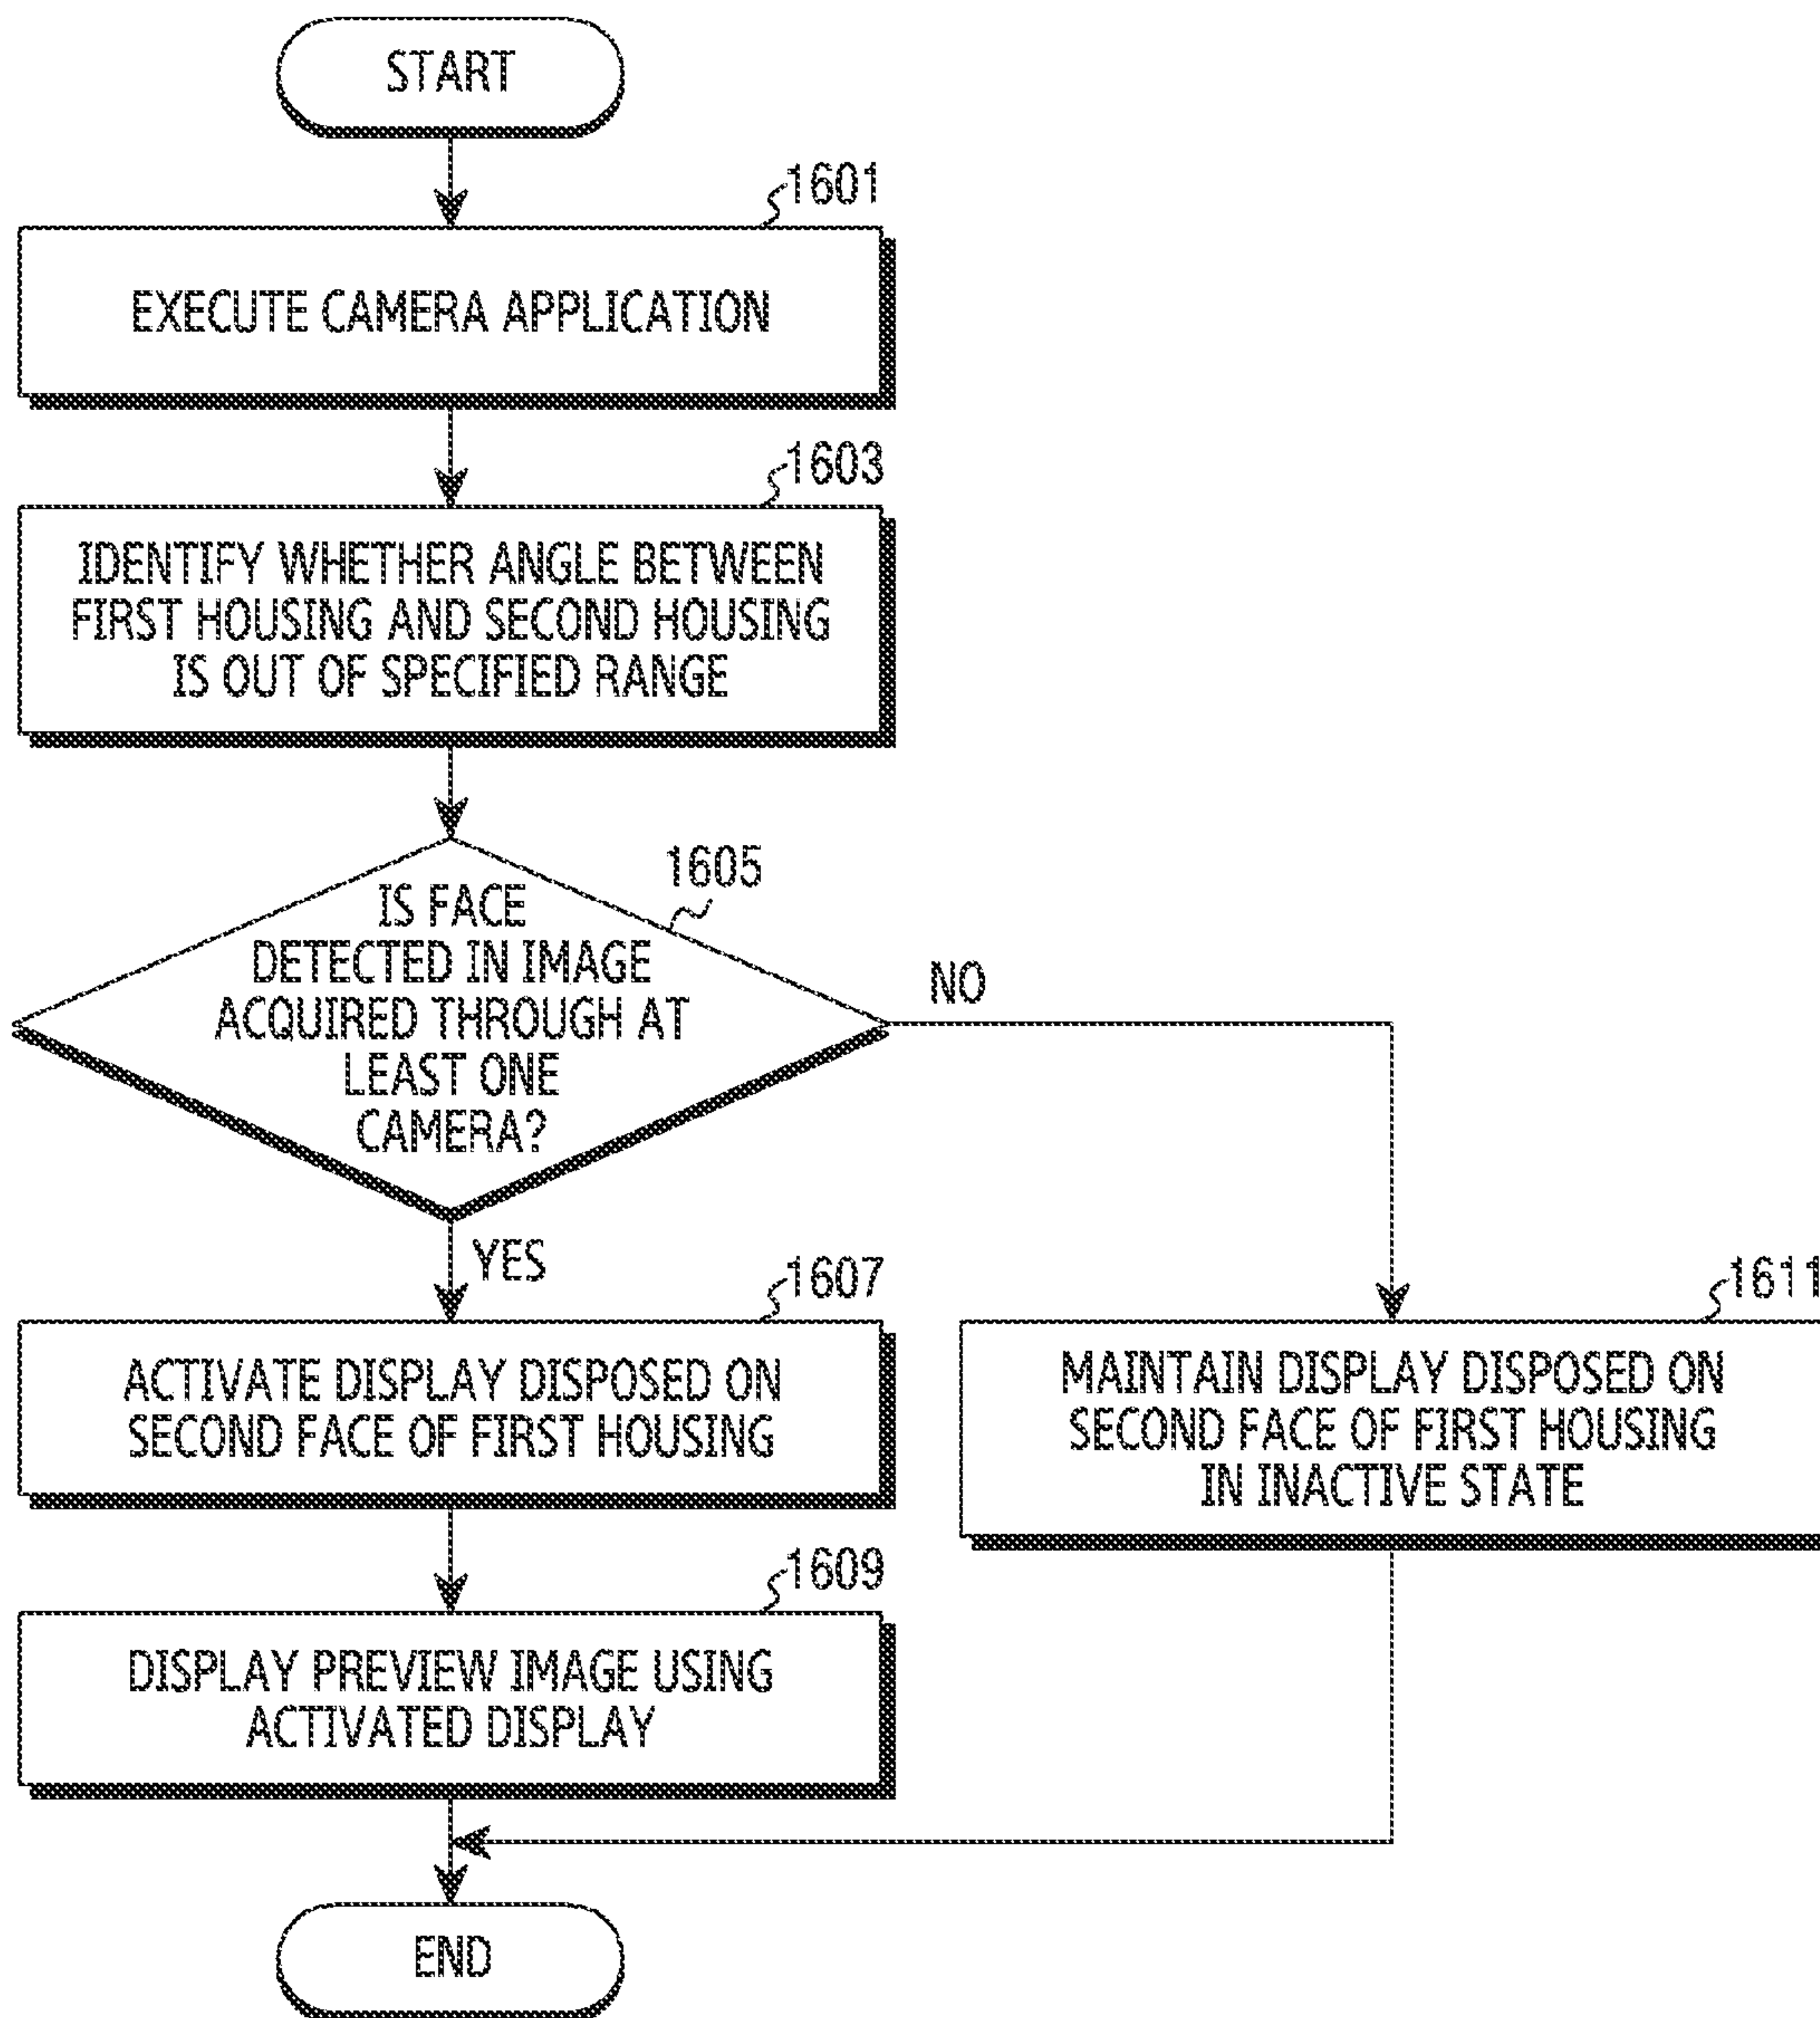 START
1601
EXECUTE CAMERA APPLICATION
1603
IDENTIFY WHETHER ANGLE BETWEEN
FIRST HOUSING AND SECOND HOUSING
IS OUT OF SPECIFIED RANGE
1605
IS FACE
DETECTED IN IMAGE
ACQUIRED THROUGH AT
LEAST ONE
CAMERA?
NO
YES
1607
ACTIVATE DISPLAY DISPOSED ON
SECOND FACE OF FIRST HOUSING
1611
MAINTAIN DISPLAY DISPOSED ON
SECOND FACE OF FIRST HOUSING
IN INACTIVE STATE
1609
DISPLAY PREVIEW IMAGE USING
ACTIVATED DISPLAY
END